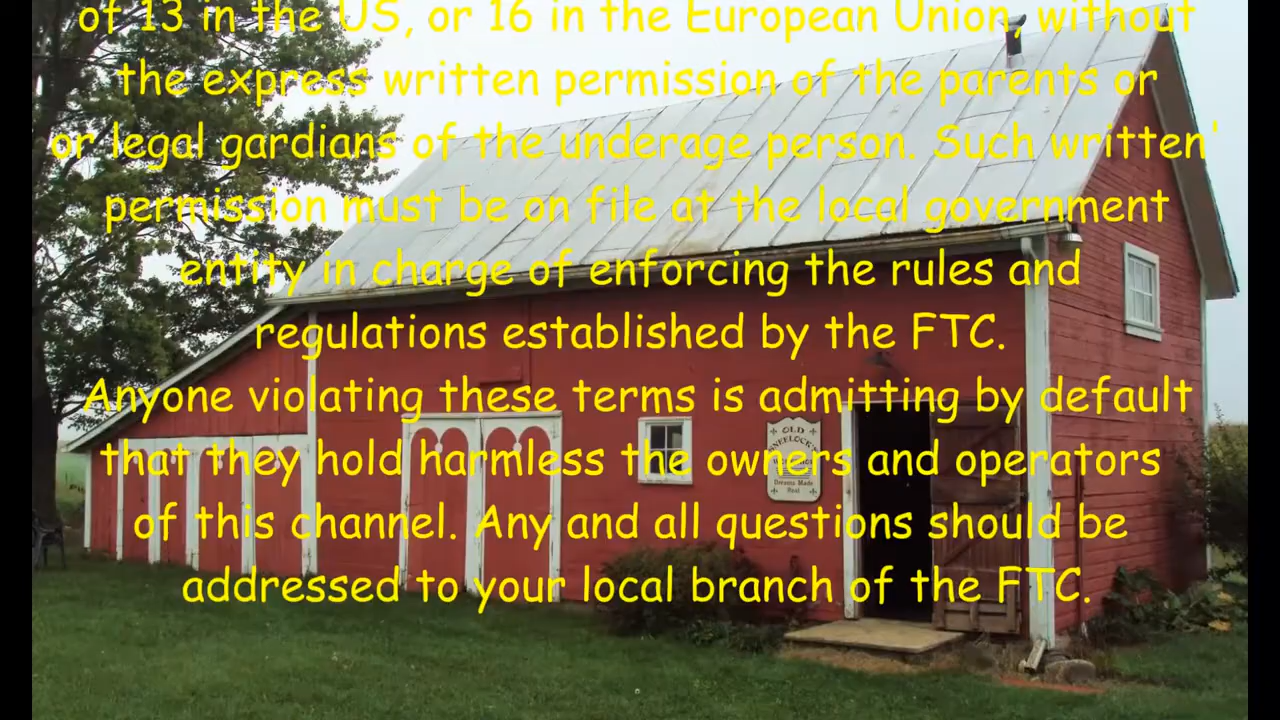 of 13 in the US, or 16 in the European Union, without
the express written permission of the parents or
or legal gardians of the underage person. Such written'
permission must be on file at the local government
entity in charge of enforcing the rules and
regulations established by the FTC.
Anyone violating these terms is admitting by default
that they hold harmless the owners and operators
of this channel. Any and all questions should be
addressed to your local branch of the FTC.
OLD
Dreams Made
Real